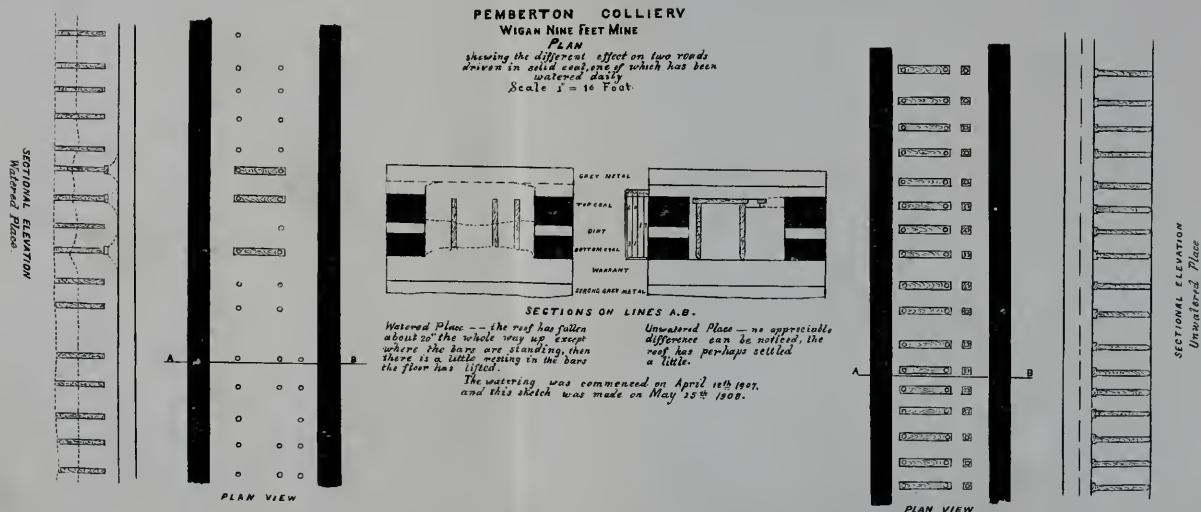 PEMBERTON COLLIERY
WIGAN NINE FEET MINE
PLAN
shewing the different effect on two roads
driven in solid coal, one of which has been
watered daily
Scale 1" = 16 Foot.
SECTIONAL ELEVATION
Watered Place.
A
B
PLAN VIEW
GREY METAL
TOP COAL
DIRT
BOTTOM COAL
WARRANT
STRONG GREY METAL
SECTIONS ON LINES A.B.
Watered Place -- the roof has fallen
about 20" the whole way up except
where the bars are standing, then
there is a little resting in the bars
the floor has lifted.
Unwatered Place — no appreciable
difference can be noticed, the
roof has perhaps settled
a little.
The watering was commenced on April 18th 1907.
and this sketch was made on May 25th 1908.
A
B
PLAN VIEW
SECTIONAL ELEVATION
Unwatered Place